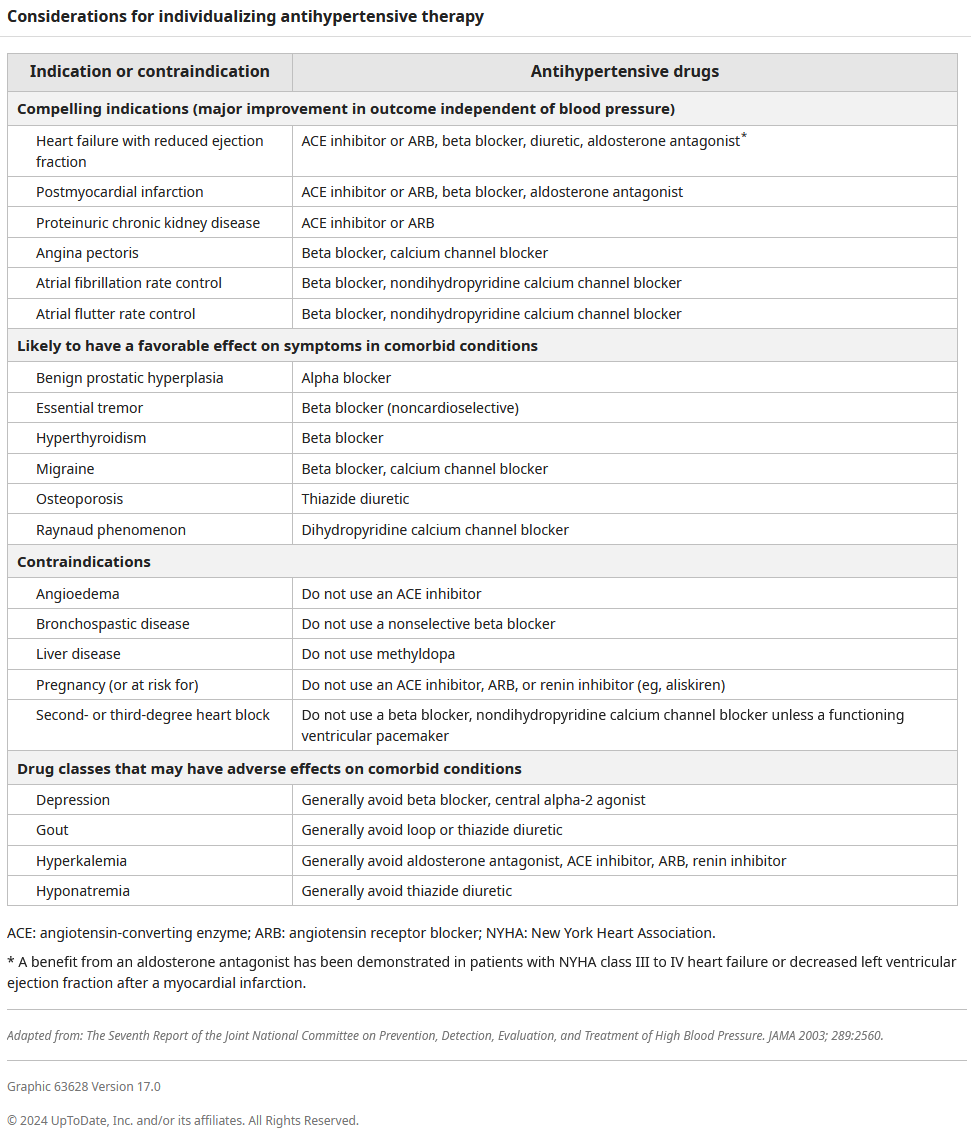 Considerations for individualizing antihypertensive therapy
Indication or contraindication Antihypertensive drugs
Compelling indications (major improvement in outcome independent of blood pressure)
Heart failure with reduced ejection ACE inhibitor or ARB, beta blocker, diuretic, aldosterone antagonist*
fraction
Postmyocardial infarction ACE inhibitor or ARB, beta blocker, aldosterone antagonist
Proteinuric chronic kidney disease ACE inhibitor or ARB
Angina pectoris Beta blocker, calcium channel blocker
Atrial fibrillation rate control Beta blocker, nondihydropyridine calcium channel blocker
Atrial flutter rate control Beta blocker, nondihydropyridine calcium channel blocker
Likely to have a favorable effect on symptoms in comorbid conditions
Benign prostatic hyperplasia Alpha blocker
Essential tremor Beta blocker (noncardioselective)
Hyperthyroidism Beta blocker
Migraine Beta blocker, calcium channel blocker
Osteoporosis Thiazide diuretic
Raynaud phenomenon Dihydropyridine calcium channel blocker
Contraindications
Angioedema Do not use an ACE inhibitor
Bronchospastic disease Do not use a nonselective beta blocker
Liver disease Do not use methyldopa
Pregnancy (or at risk for) Do not use an ACE inhibitor, ARB, or renin inhibitor (eg, aliskiren)
Second- or third-degree heart block Do not use a beta blocker, nondihydropyridine calcium channel blocker unless a functioning
ventricular pacemaker
Drug classes that may have adverse effects on comorbid conditions
Depression Generally avoid beta blocker, central alpha-2 agonist
Gout Generally avoid loop or thiazide diuretic
Hyperkalemia Generally avoid aldosterone antagonist, ACE inhibitor, ARB, renin inhibitor
Hyponatremia Generally avoid thiazide diuretic
ACE: angiotensin-converting enzyme; ARB: angiotensin receptor blocker; NYHA: New York Heart Association.
* A benefit from an aldosterone antagonist has been demonstrated in patients with NYHA class III to IV heart failure or decreased left ventricular
ejection fraction after a myocardial infarction.
Adapted from: The Seventh Report of the Joint National Committee on Prevention, Detection, Evaluation, and Treatment of High Blood Pressure. JAMA 2003; 289:2560.
Graphic 63628 Version 17.0
© 2024 UpToDate, Inc. and/or its affiliates. All Rights Reserved.